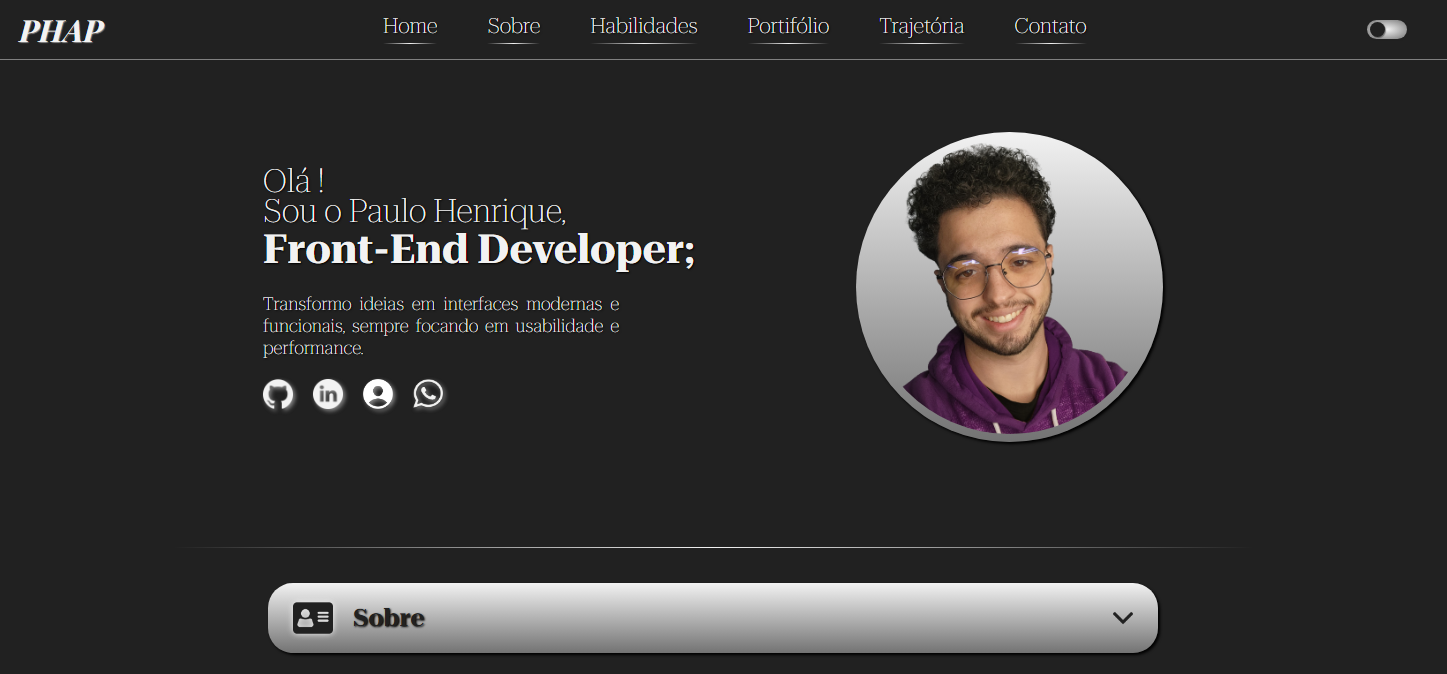 PHAP
Home Sobre Habilidades Portifólio Trajetória Contato
Olá !
Sou o Paulo Henrique,
Front-End Developer;
Transformo ideias em interfaces modernas e
funcionais, sempre focando em usabilidade e
performance.
in
Sobre